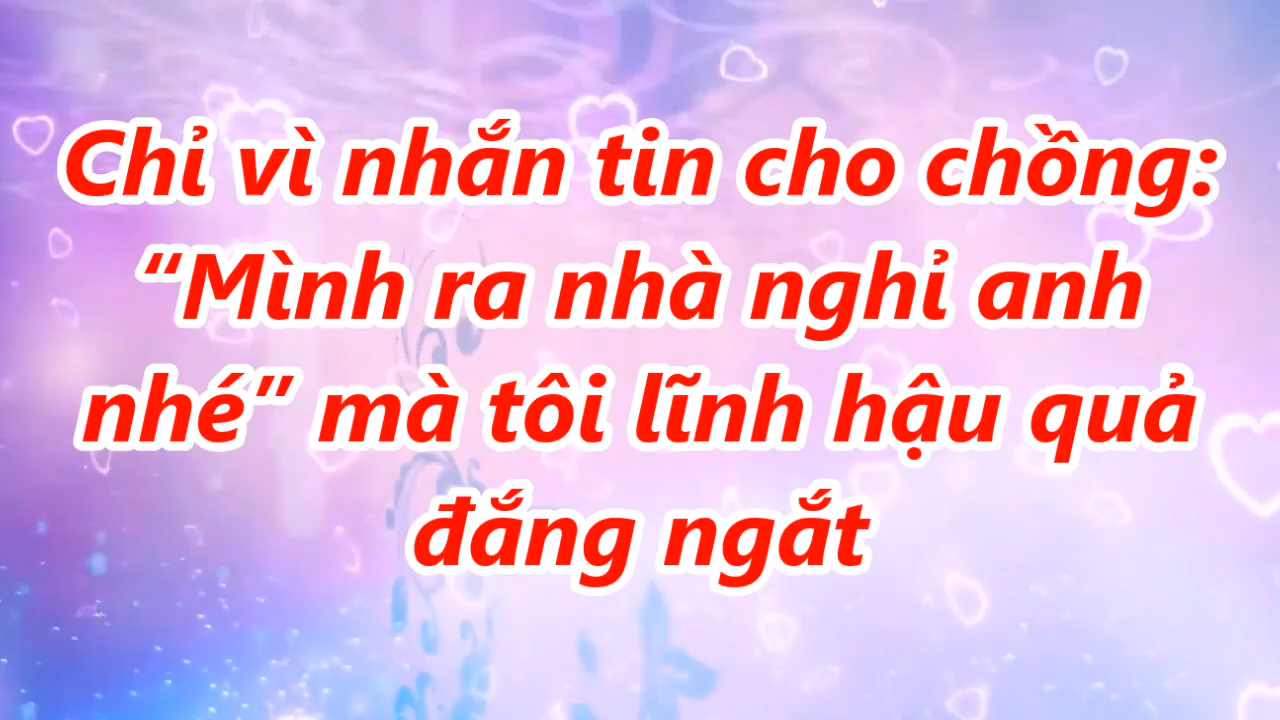 Chỉ vì nhắn tin cho chồng:
“Mình ra nhà nghỉ anh
nhé” mà tôi lĩnh hậu quả
đắng ngắt